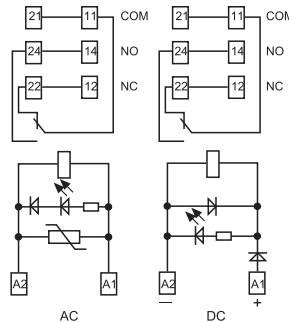 21 11 COM 21 11 COM
24 14 NO 24 14 NO
22 12 NC 22 12 NC
A2 A1 A2 A1
− +
AC DC